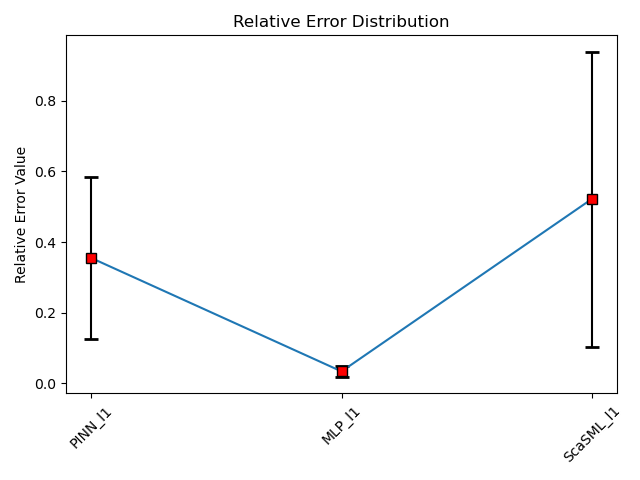 Relative Error Distribution
Relative Error Value
0.8
0.6
0.4
0.2
0.0
PINN_l1
MLP_l1
ScaSML_l1